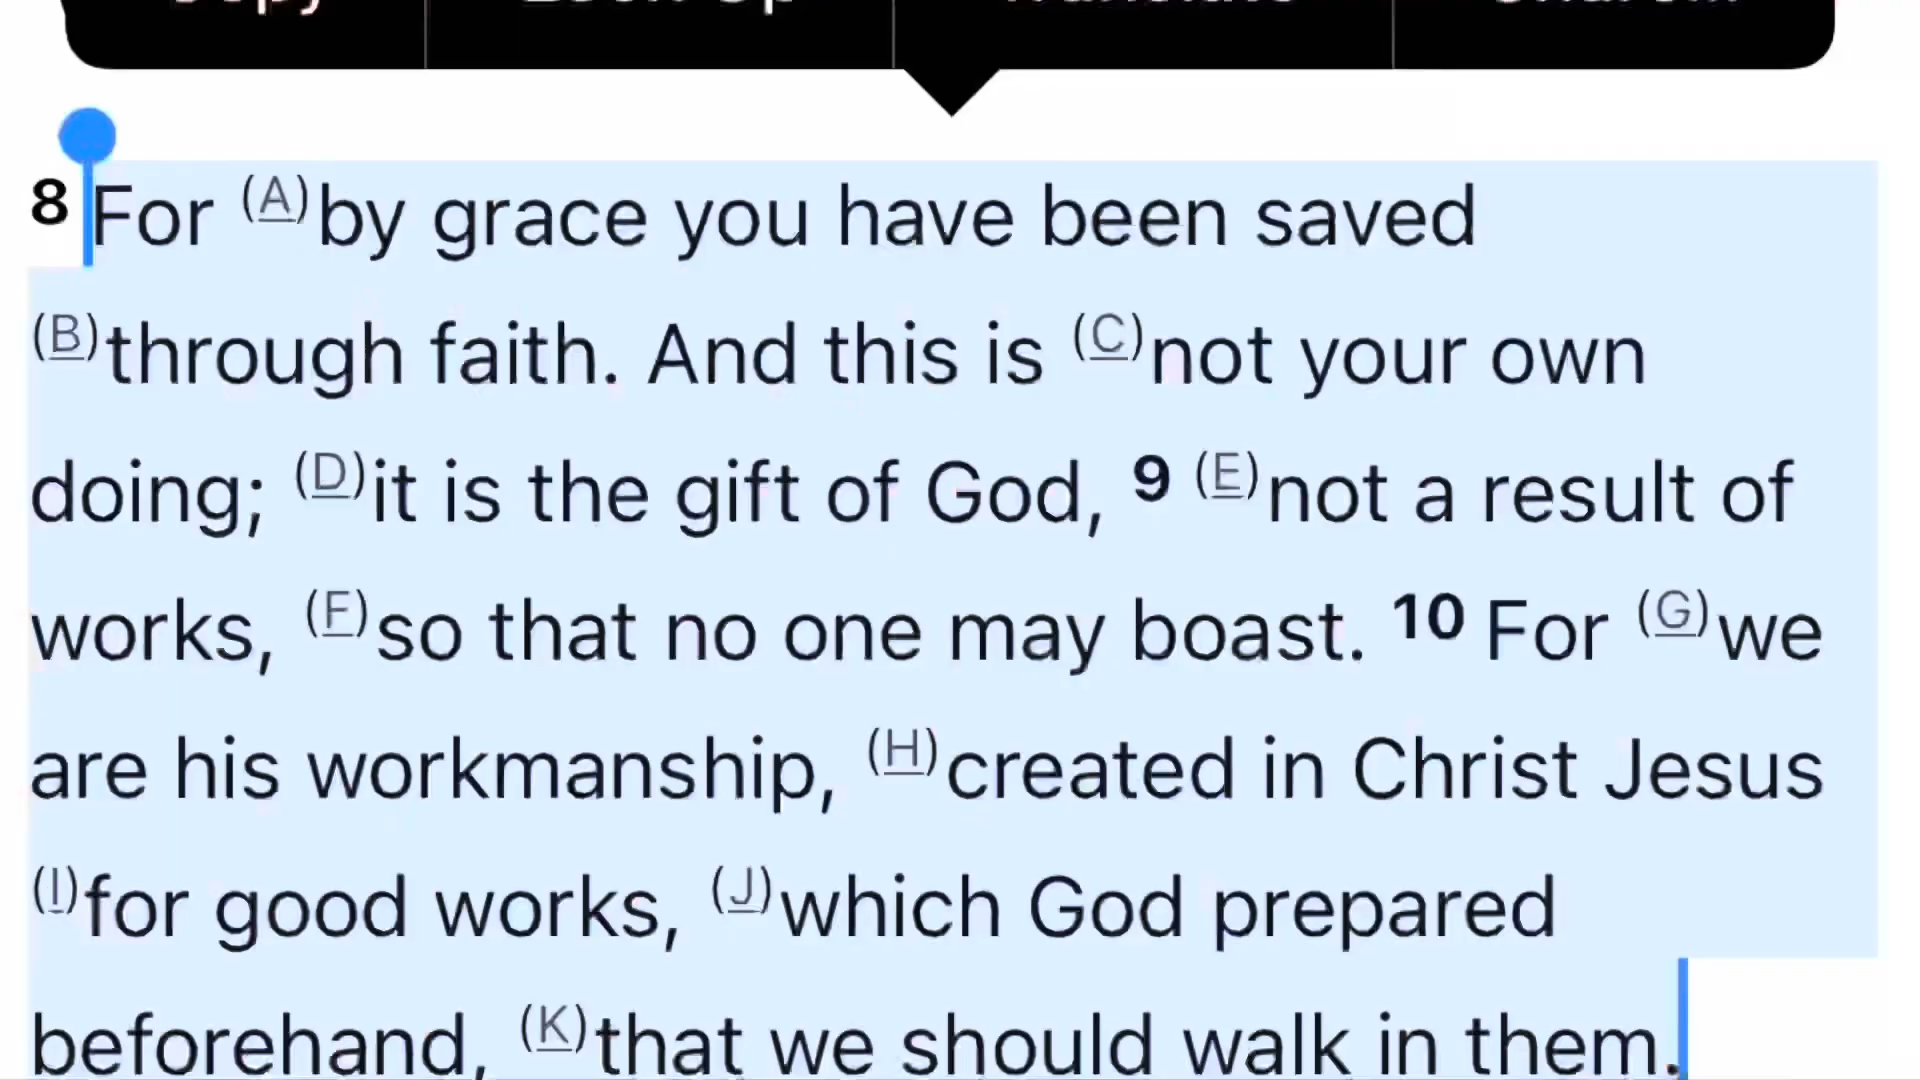 8 For (A)by grace you have been saved
(B)through faith. And this is (C)not your own
doing; (D)it is the gift of God, 9 (E)not a result of
works, (F)so that no one may boast. 10 For (G)we
are his workmanship, (H)created in Christ Jesus
(I)for good works, (J)which God prepared
beforehand, (K)that we should walk in them.